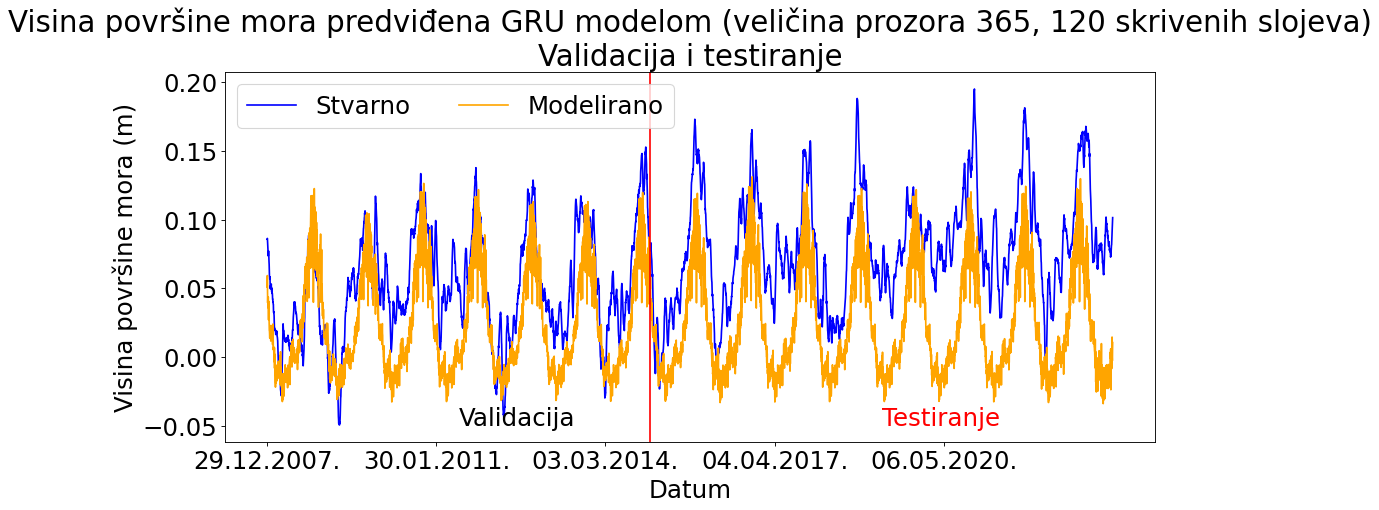 Visina površine mora predviđena GRU modelom (veličina prozora 365, 120 skrivenih slojeva)
Validacija i testiranje
Stvarno
Modelirano
Visina površine mora (m)
0.20
0.15
0.10
0.05
0.00
−0.05
Validacija
Testiranje
29.12.2007.
30.01.2011.
03.03.2014.
04.04.2017.
06.05.2020.
Datum